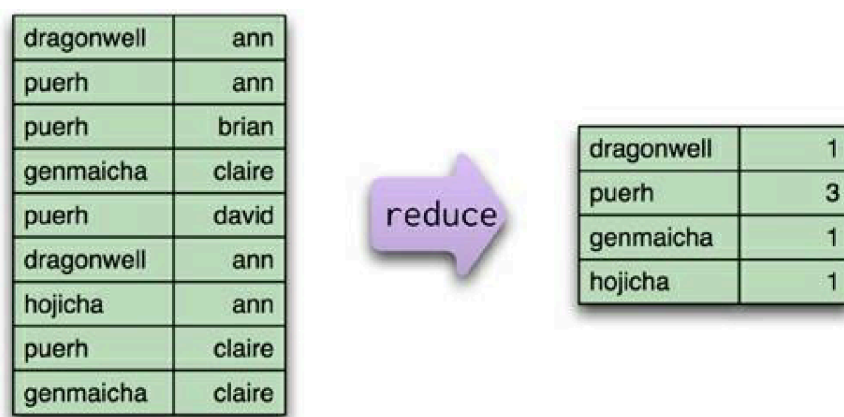 dragonwell ann
puerh ann
puerh brian
genmaicha claire
puerh david
dragonwell ann
hojicha ann
puerh claire
genmaicha claire
reduce
dragonwell 1
puerh 3
genmaicha 1
hojicha 1